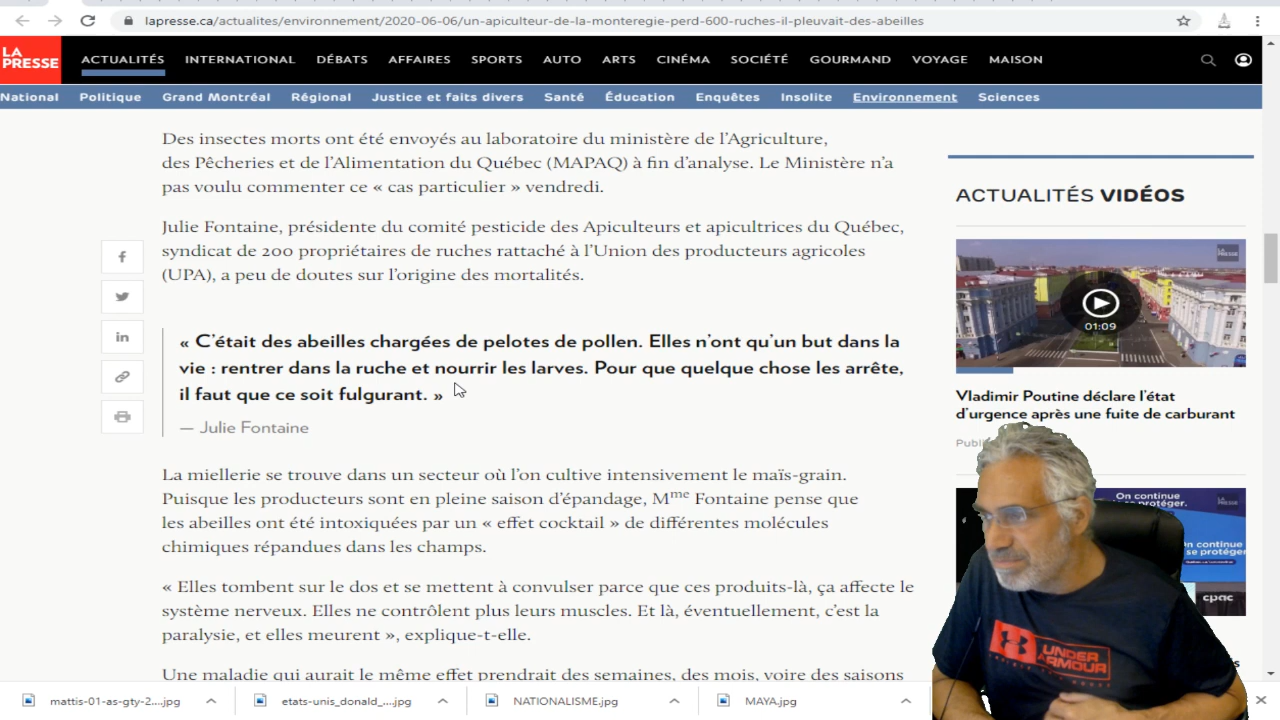 lapresse.ca/actualites/environnement/2020-06-06/un-apiculteur-de-la-monteregie-perd-600-ruches-il-pleuvait-des-abeilles
LA PRESSE
ACTUALITÉS INTERNATIONAL DÉBATS AFFAIRES SPORTS AUTO ARTS CINÉMA SOCIÉTÉ GOURMAND VOYAGE MAISON
National Politique Grand Montréal Régional Justice et faits divers Santé Éducation Enquêtes Insolite Environnement Sciences
Des insectes morts ont été envoyés au laboratoire du ministère de l’Agriculture,
des Pêcheries et de l’Alimentation du Québec (MAPAQ) à fin d’analyse. Le Ministère n’a
pas voulu commenter ce « cas particulier » vendredi.
Julie Fontaine, présidente du comité pesticide des Apiculteurs et apicultrices du Québec,
syndicat de 200 propriétaires de ruches rattaché à l’Union des producteurs agricoles
(UPA), a peu de doutes sur l’origine des mortalités.
« C’était des abeilles chargées de pelotes de pollen. Elles n’ont qu’un but dans la
vie : rentrer dans la ruche et nourrir les larves. Pour que quelque chose les arrête,
il faut que ce soit fulgurant. »
— Julie Fontaine
La miellerie se trouve dans un secteur où l’on cultive intensivement le maïs-grain.
Puisque les producteurs sont en pleine saison d’épandage, Mme Fontaine pense que
les abeilles ont été intoxiquées par un « effet cocktail » de différentes molécules
chimiques répandues dans les champs.
« Elles tombent sur le dos et se mettent à convulser parce que ces produits-là, ça affecte le
système nerveux. Elles ne contrôlent plus leurs muscles. Et là, éventuellement, c’est la
paralysie, et elles meurent », explique-t-elle.
Une maladie qui aurait le même effet prendrait des semaines, des mois, voire des saisons
ACTUALITÉS VIDÉOS
LA PRESSE
01:09
Vladimir Poutine déclare l’état
d’urgence après une fuite de carburant
Publi
On continue
se protéger.
LA PRESSE
On continue
se protéger
cpac
UNDER
ARMOUR
mattis-01-as-gty-2....jpg
etats-unis_donald_....jpg
NATIONALISME.jpg
MAYA.jpg